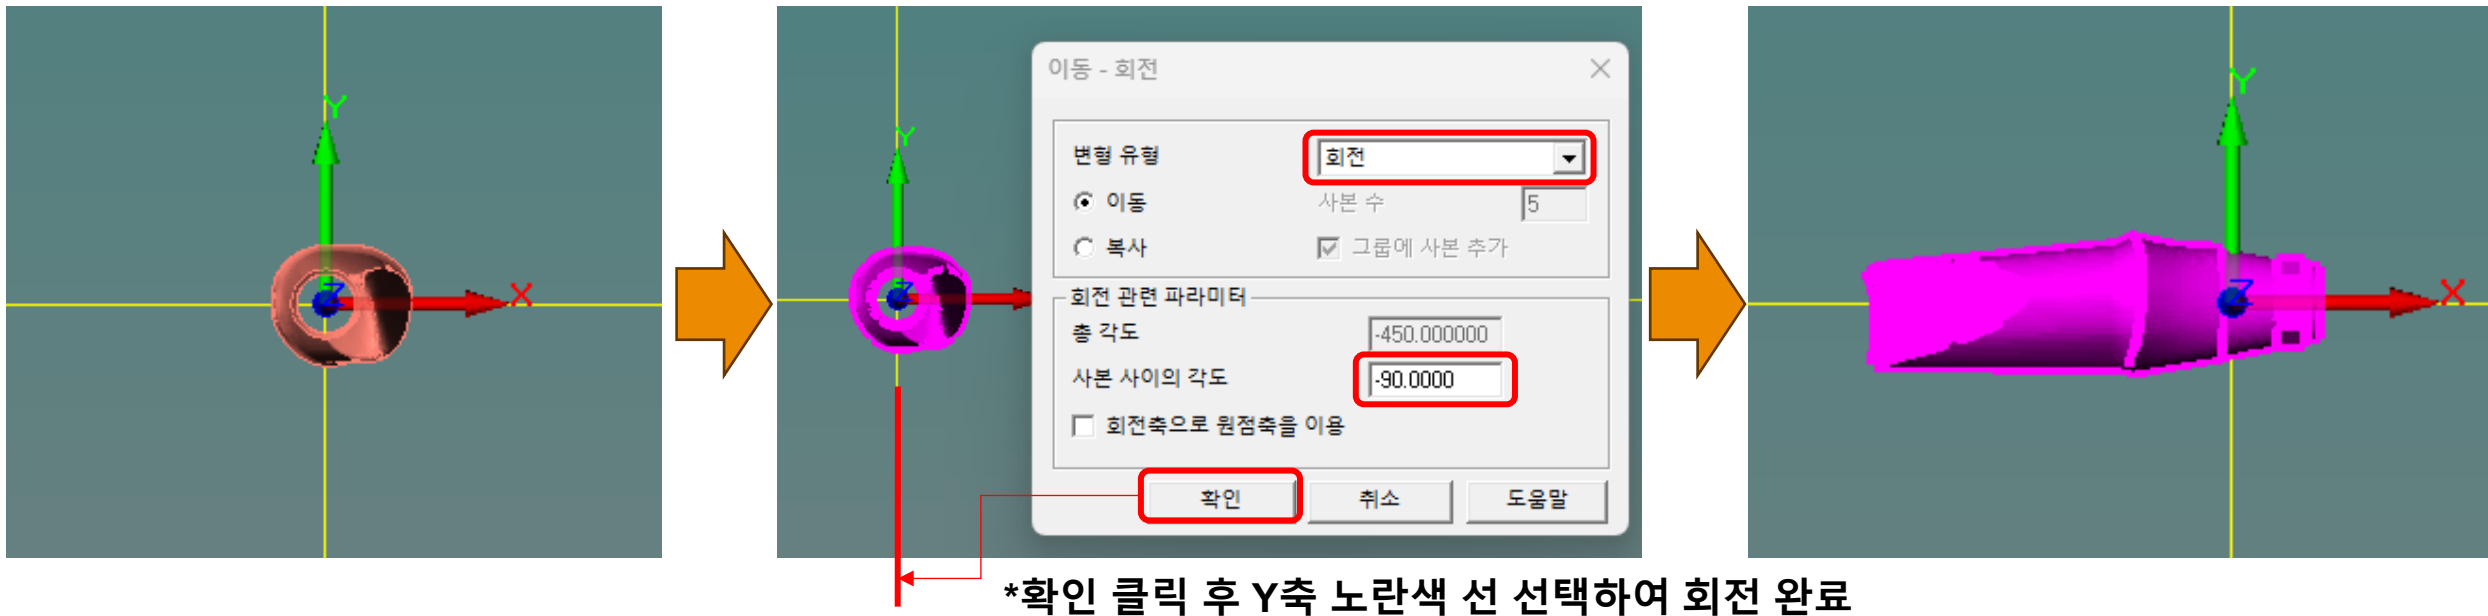 Y
X
Z
Y
Z
이동 - 회전
변형 유형
회전
이동
사본 수
5
복사
그룹에 사본 추가
회전 관련 파라미터
총 각도
-450.000000
사본 사이의 각도
-90.0000
회전축으로 원점축을 이용
확인
취소
도움말
Y
X
Z
*확인 클릭 후 Y축 노란색 선 선택하여 회전 완료